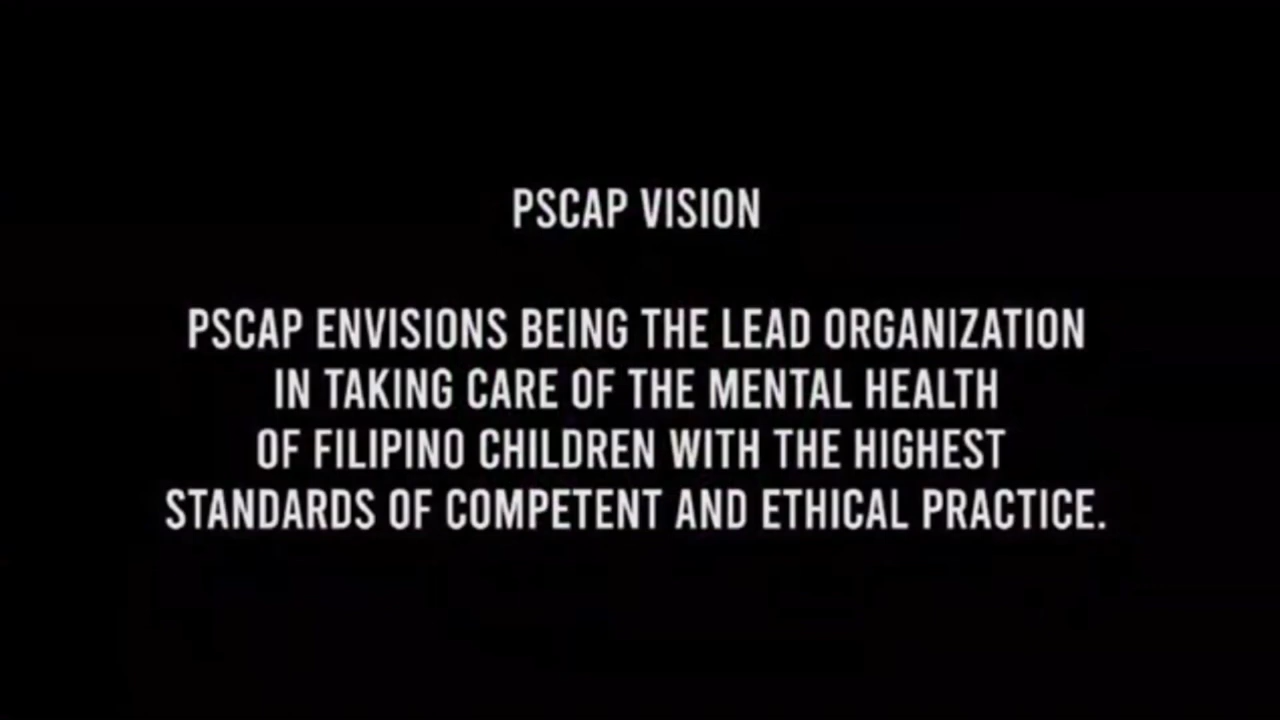 PSCAP VISION
PSCAP ENVISIONS BEING THE LEAD ORGANIZATION
IN TAKING CARE OF THE MENTAL HEALTH
OF FILIPINO CHILDREN WITH THE HIGHEST
STANDARDS OF COMPETENT AND ETHICAL PRACTICE.